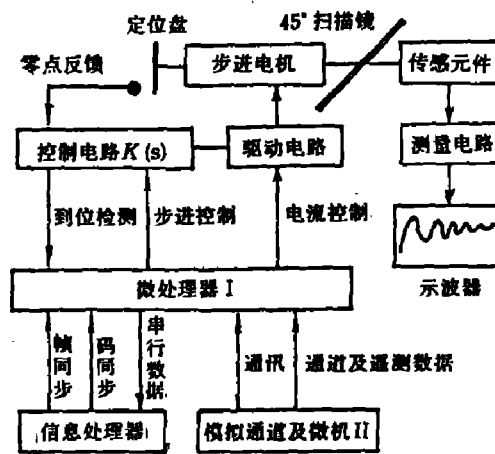 定位盘
45°扫描镜
零点反馈
步进电机
传感元件
控制电路K(s)
驱动电路
测量电路
到位检测
步进控制
电流控制
示波器
微处理器 I
帧同步
码同步
串行数据
通讯
通道及遥测数据
信息处理器
模拟通道及微机II